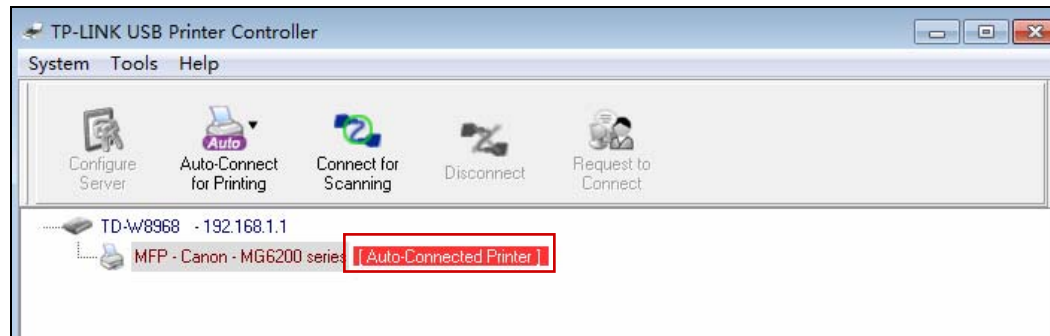 TP-LINK USB Printer Controller
System Tools Help
Auto
Configure Server
Auto-Connect for Printing
Connect for Scanning
Disconnect
Request to Connect
TD-W8968 - 192.168.1.1
MFP - Canon - MG6200 series [ Auto-Connected Printer ]